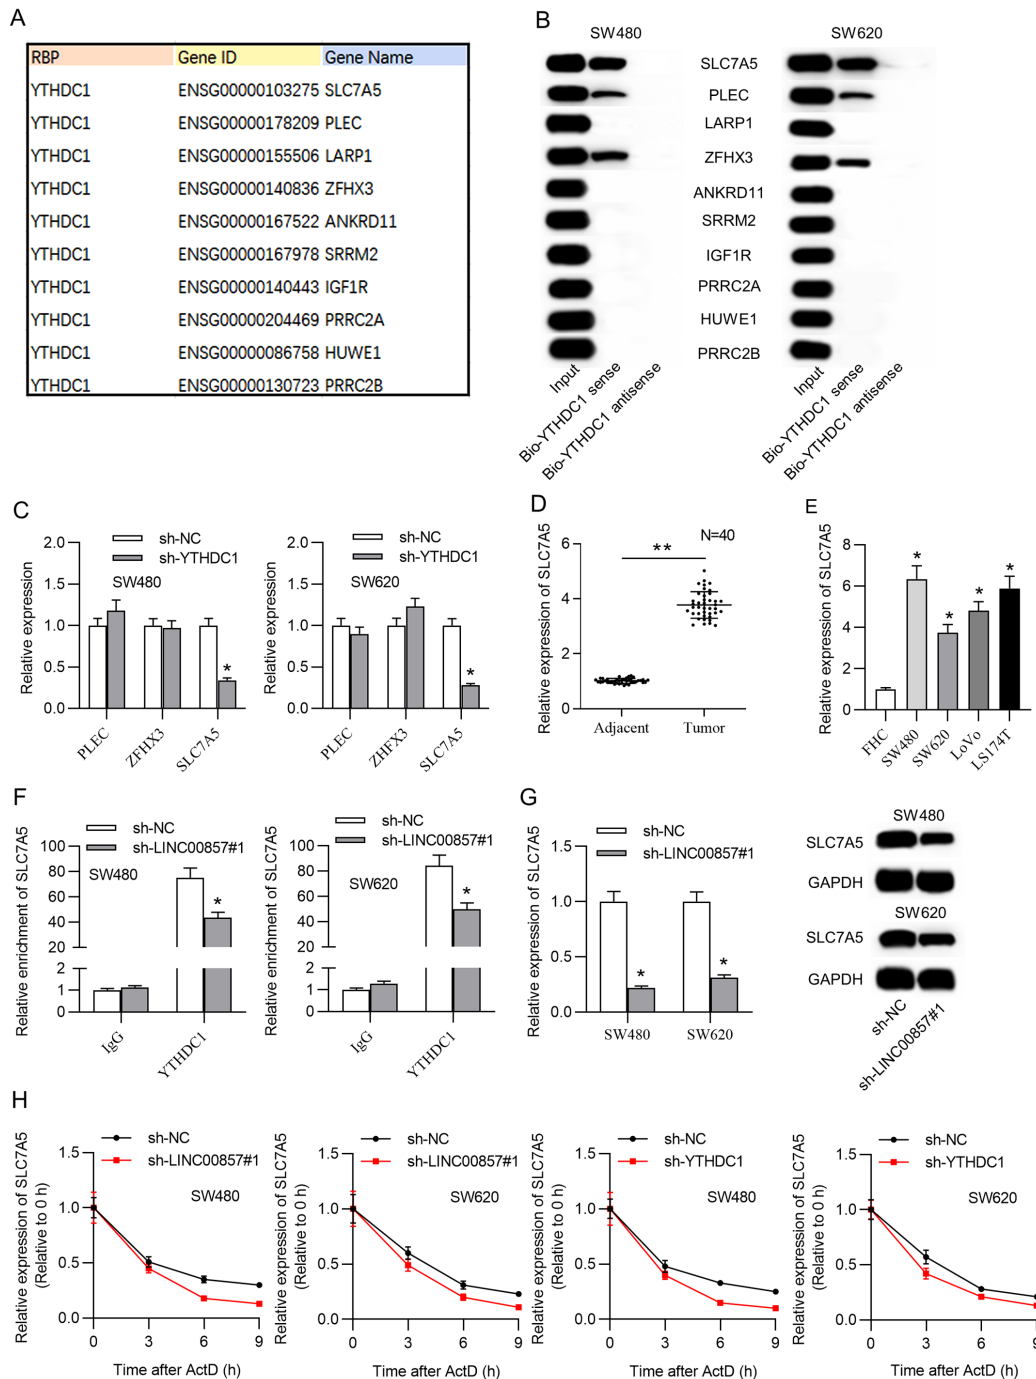 A
RBP Gene ID Gene Name
YTHDC1 ENSG00000103275 SLC7A5
YTHDC1 ENSG00000178209 PLEC
YTHDC1 ENSG00000155506 LARP1
YTHDC1 ENSG00000140836 ZFHX3
YTHDC1 ENSG00000167522 ANKRD11
YTHDC1 ENSG00000167978 SRRM2
YTHDC1 ENSG00000140443 IGF1R
YTHDC1 ENSG00000204469 PRRC2A
YTHDC1 ENSG00000086758 HUWE1
YTHDC1 ENSG00000130723 PRRC2B
B
SW480 SW620
SLC7A5
PLEC
LARP1
ZFHX3
ANKRD11
SRRM2
IGF1R
PRRC2A
HUWE1
PRRC2B
Input
Bio-YTHDC1 sense
Bio-YTHDC1 antisense
Input
Bio-YTHDC1 sense
Bio-YTHDC1 antisense
C
Relative expression
2.0
1.5
1.0
0.5
0.0
sh-NC
sh-YTHDC1
SW480
*
PLEC
ZFHX3
SLC7A5
Relative expression
2.0
1.5
1.0
0.5
0.0
sh-NC
sh-YTHDC1
SW620
*
PLEC
ZHFX3
SLC7A5
D
Relative expression of SLC7A5
6
4
2
0
N=40
**
Adjacent Tumor
E
Relative expression of SLC7A5
8
6
4
2
0
* * * *
FHC
SW480
SW620
LoVo
LS174T
F
Relative enrichment of SLC7A5
100
80
60
40
20
2
1
0
sh-NC
sh-LINC00857#1
SW480
*
IgG
YTHDC1
Relative enrichment of SLC7A5
100
80
60
40
20
2
1
0
sh-NC
sh-LINC00857#1
SW620
*
IgG
YTHDC1
G
Relative expression of SLC7A5
1.5
1.0
0.5
0.0
sh-NC
sh-LINC00857#1
* *
SW480 SW620
SW480
SLC7A5
GAPDH
SW620
SLC7A5
GAPDH
sh-NC
sh-LINC00857#1
H
Relative expression of SLC7A5
(Relative to 0 h)
1.5
1.0
0.5
0.0
sh-NC
sh-LINC00857#1
SW480
0 3 6 9
Time after ActD (h)
Relative expression of SLC7A5
(Relative to 0 h)
1.5
1.0
0.5
0.0
sh-NC
sh-LINC00857#1
SW620
0 3 6 9
Time after ActD (h)
Relative expression of SLC7A5
(Relative to 0 h)
1.5
1.0
0.5
0.0
sh-NC
sh-YTHDC1
SW480
0 3 6 9
Time after ActD (h)
Relative expression of SLC7A5
(Relative to 0 h)
1.5
1.0
0.5
0.0
sh-NC
sh-YTHDC1
SW620
0 3 6 9
Time after ActD (h)